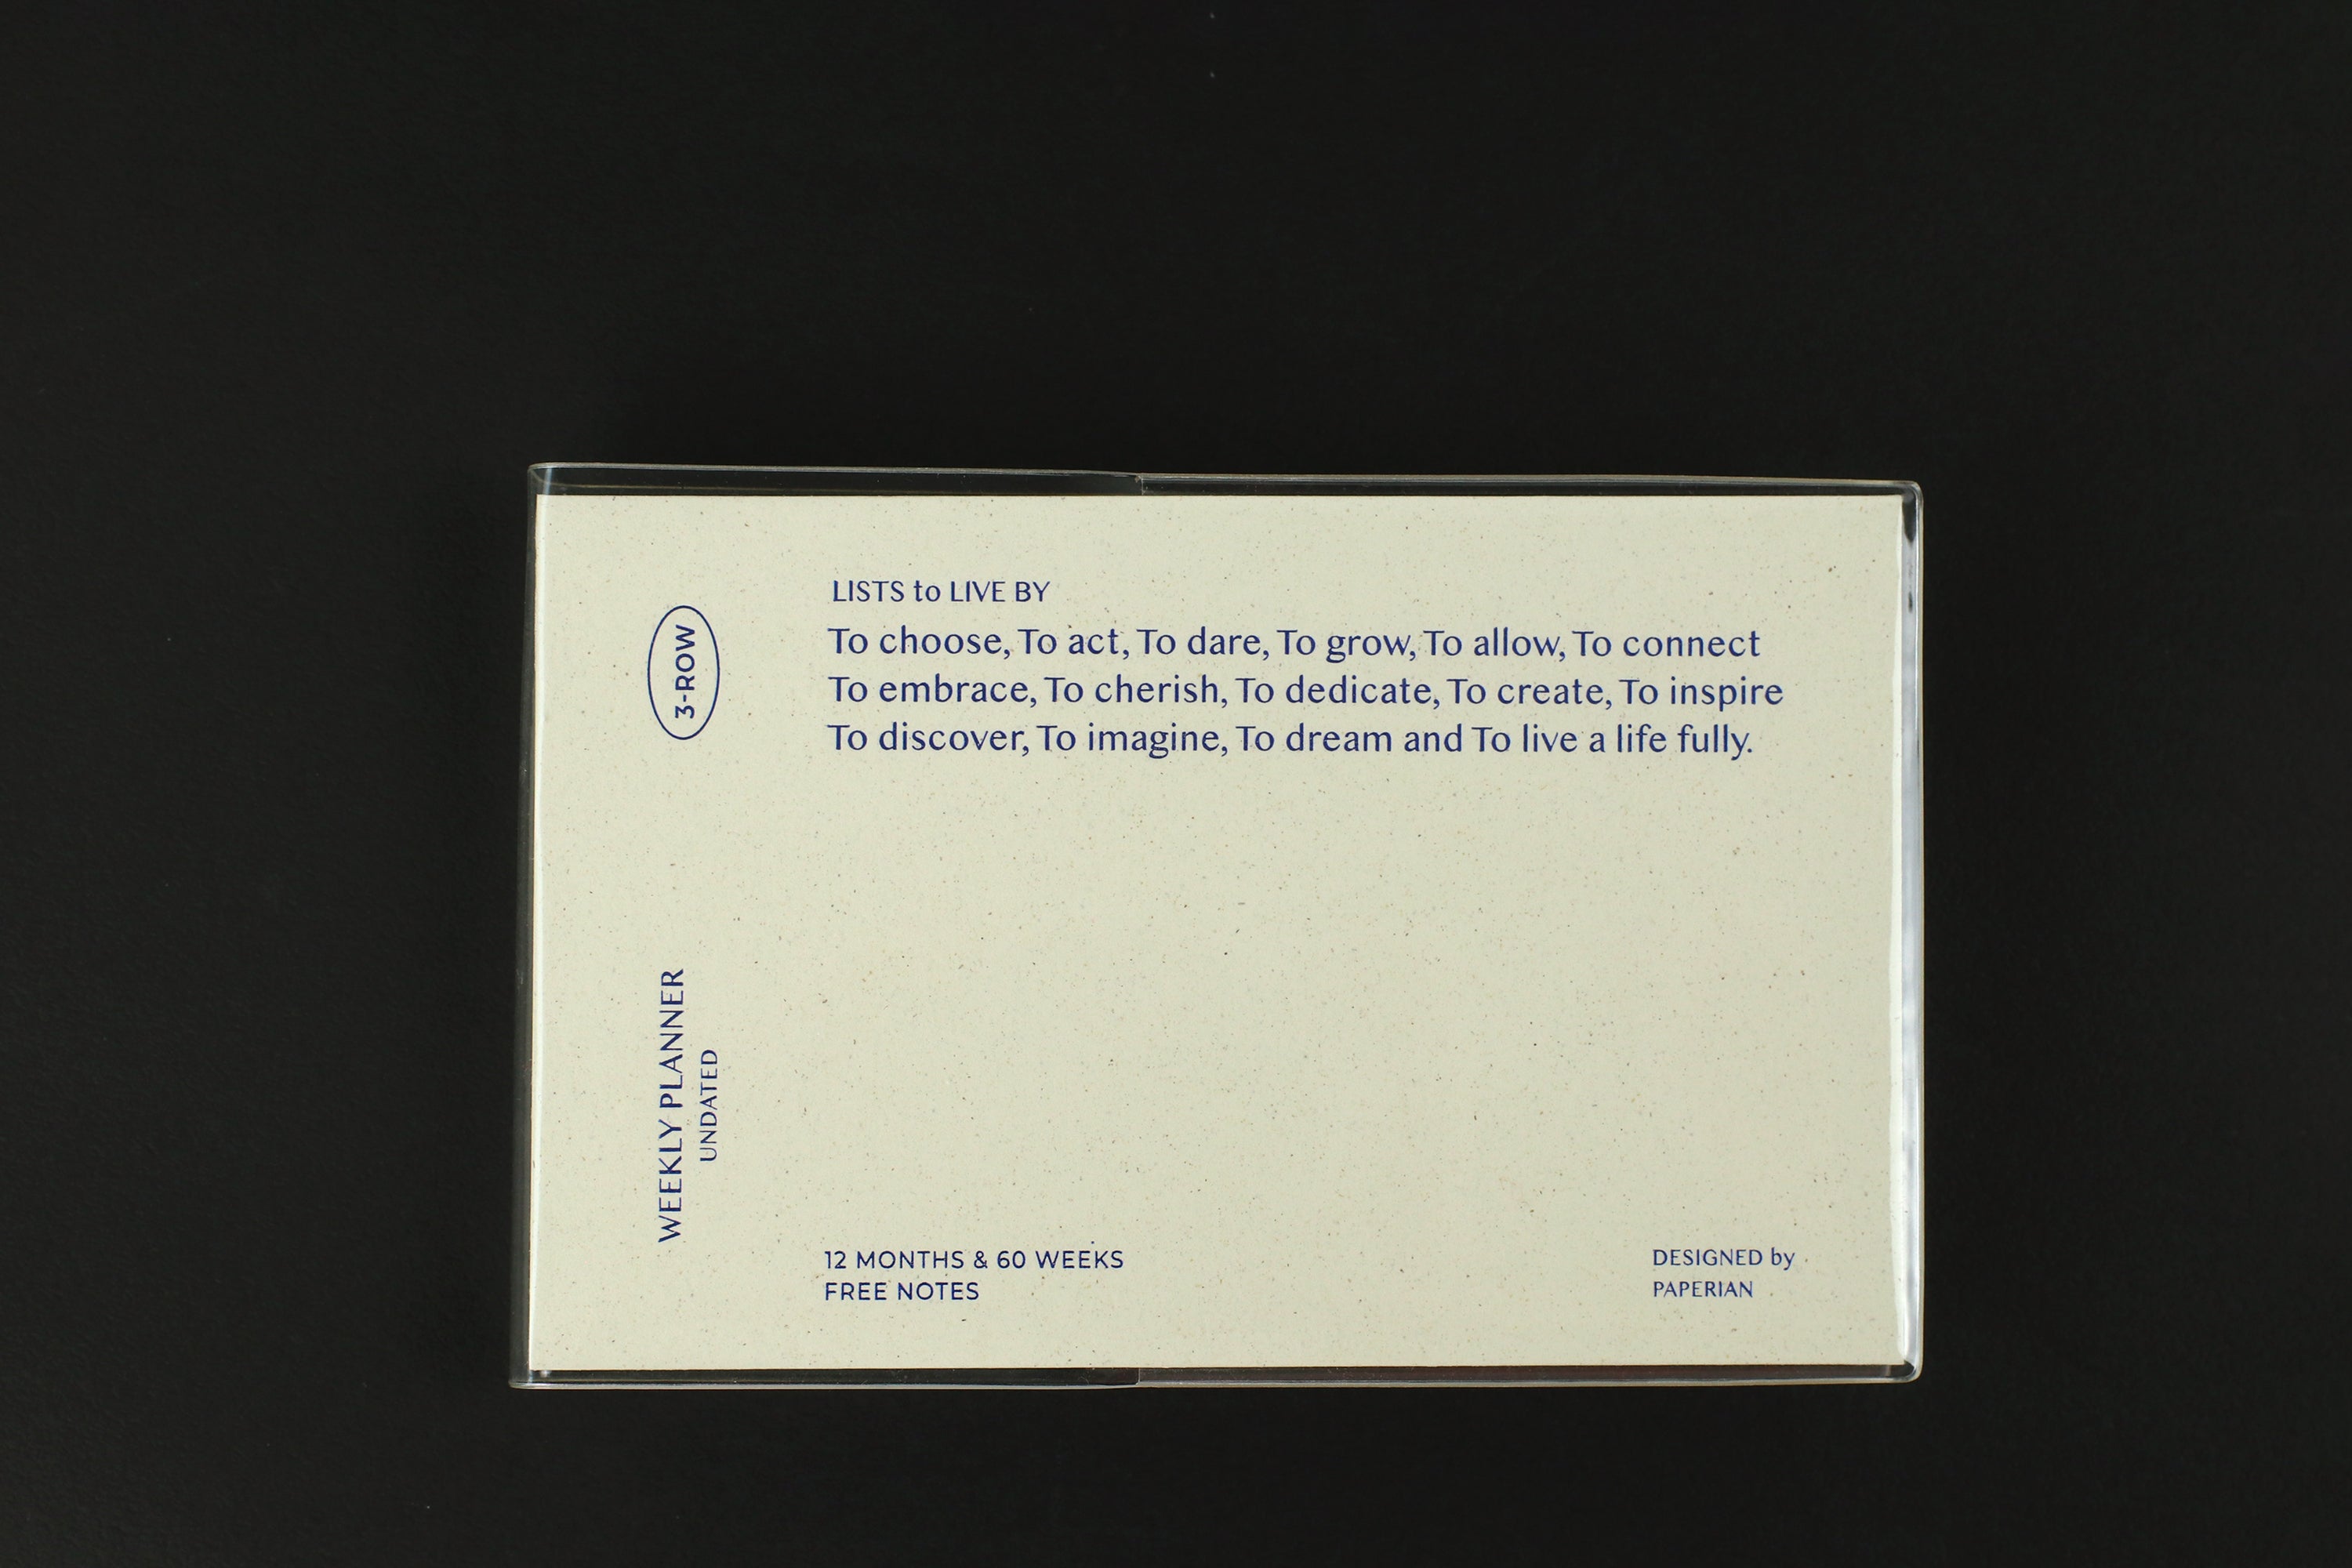 3-ROW
LISTS to LIVE BY
To choose, To act, To dare, To grow, To allow, To connect
To embrace, To cherish, To dedicate, To create, To inspire
To discover, To imagine, To dream and To live a life fully.
WEEKLY PLANNER
UNDATED
12 MONTHS & 60 WEEKS
FREE NOTES
DESIGNED by
PAPERIAN